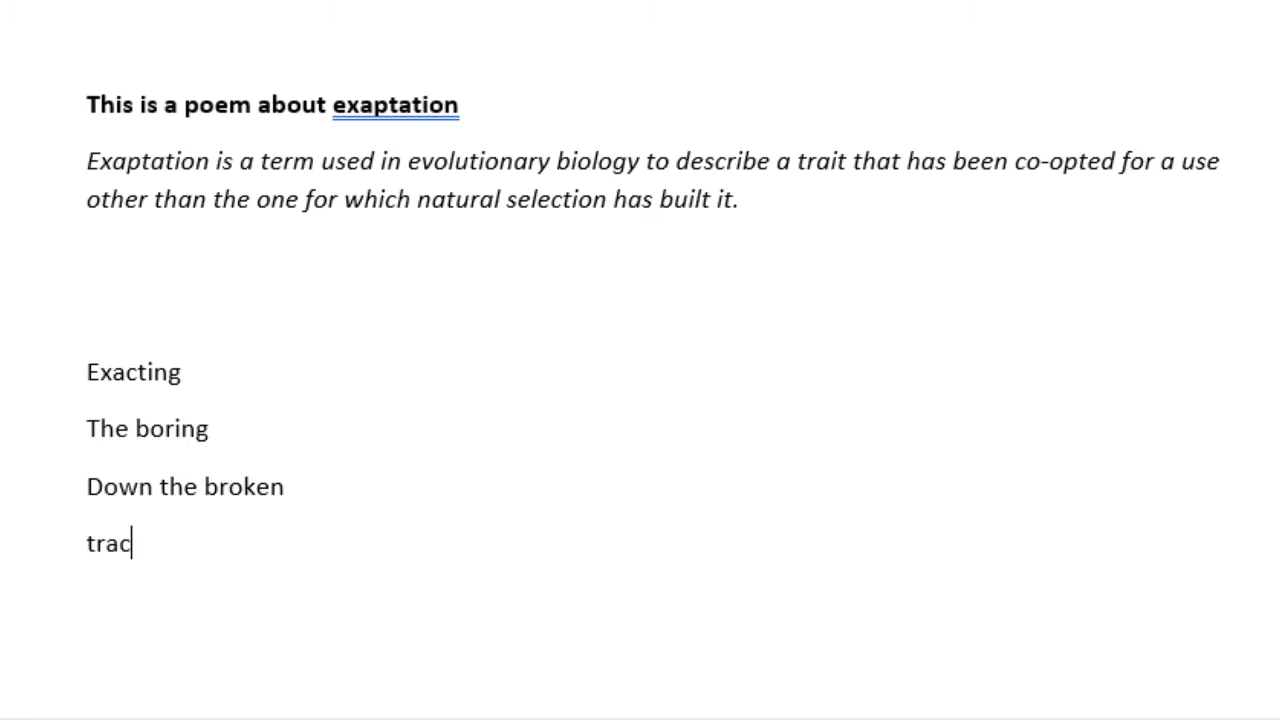 This is a poem about exaptation
Exaptation is a term used in evolutionary biology to describe a trait that has been co-opted for a use
other than the one for which natural selection has built it.
Exacting
The boring
Down the broken
trac